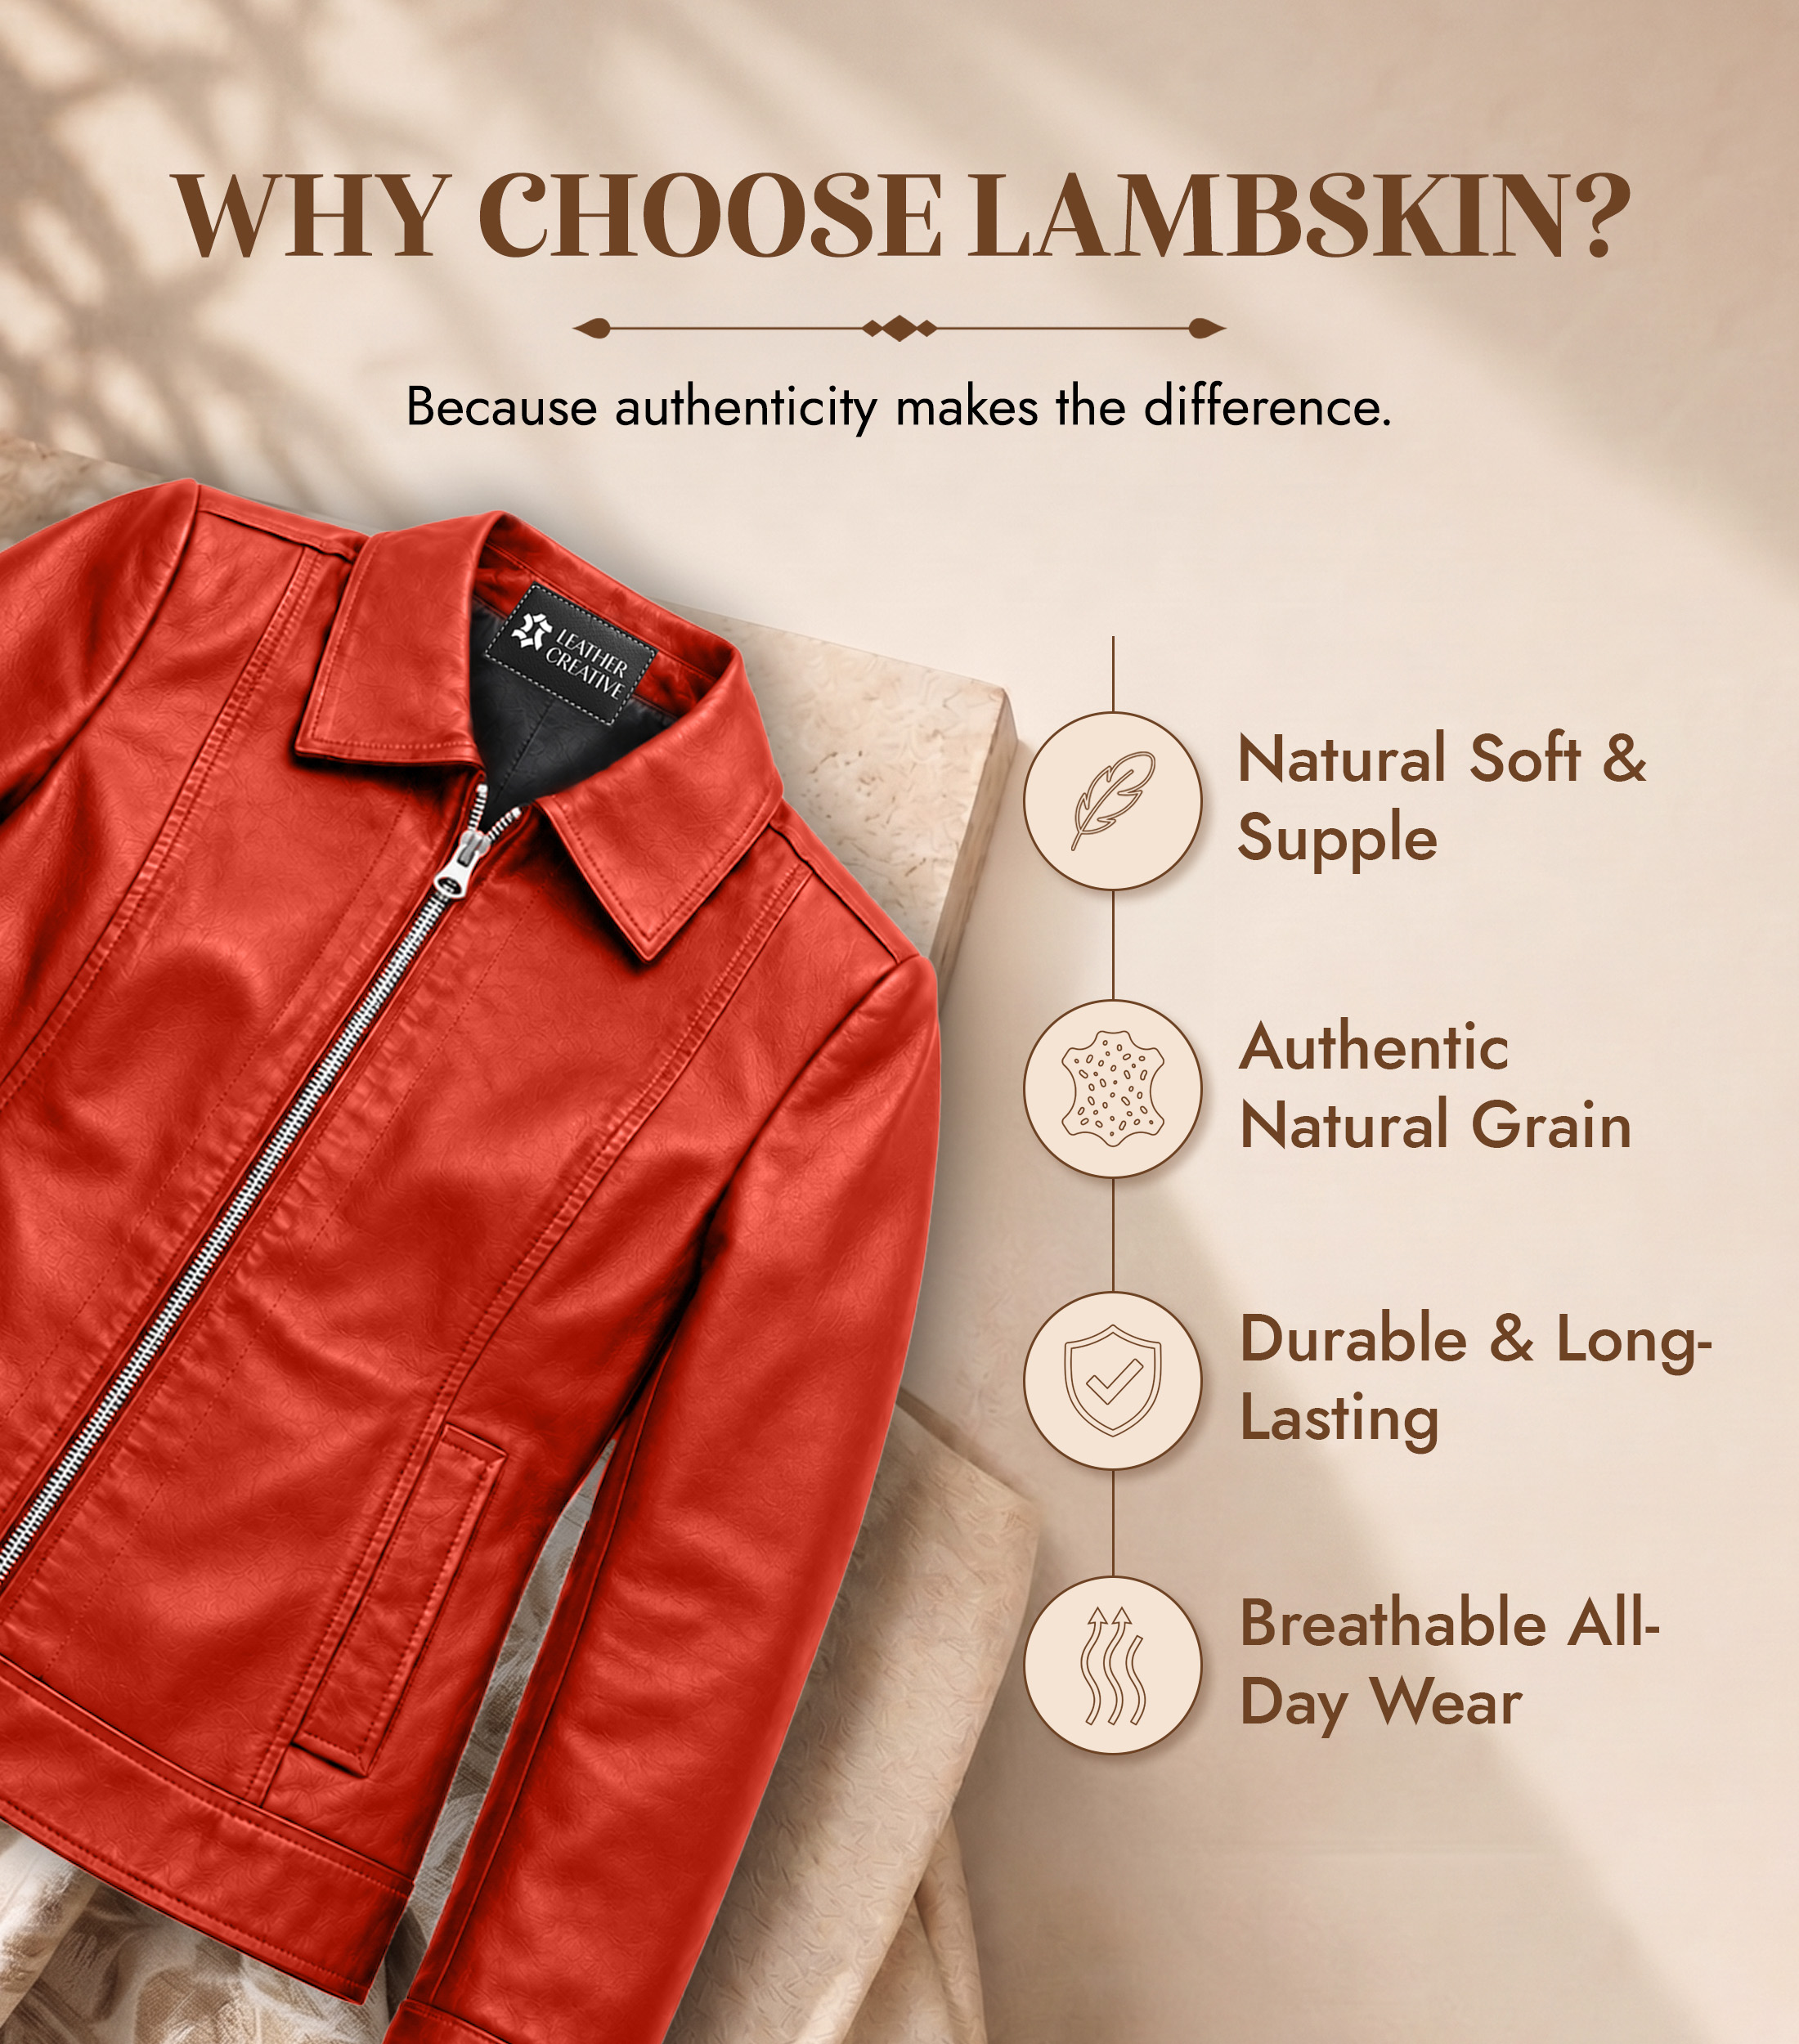 WHY CHOOSE LAMBSKIN?
Because authenticity makes the difference.
LEATHER
CREATIVE
Natural Soft &
Supple
Authentic
Natural Grain
Durable & Long-
Lasting
Breathable All-
Day Wear